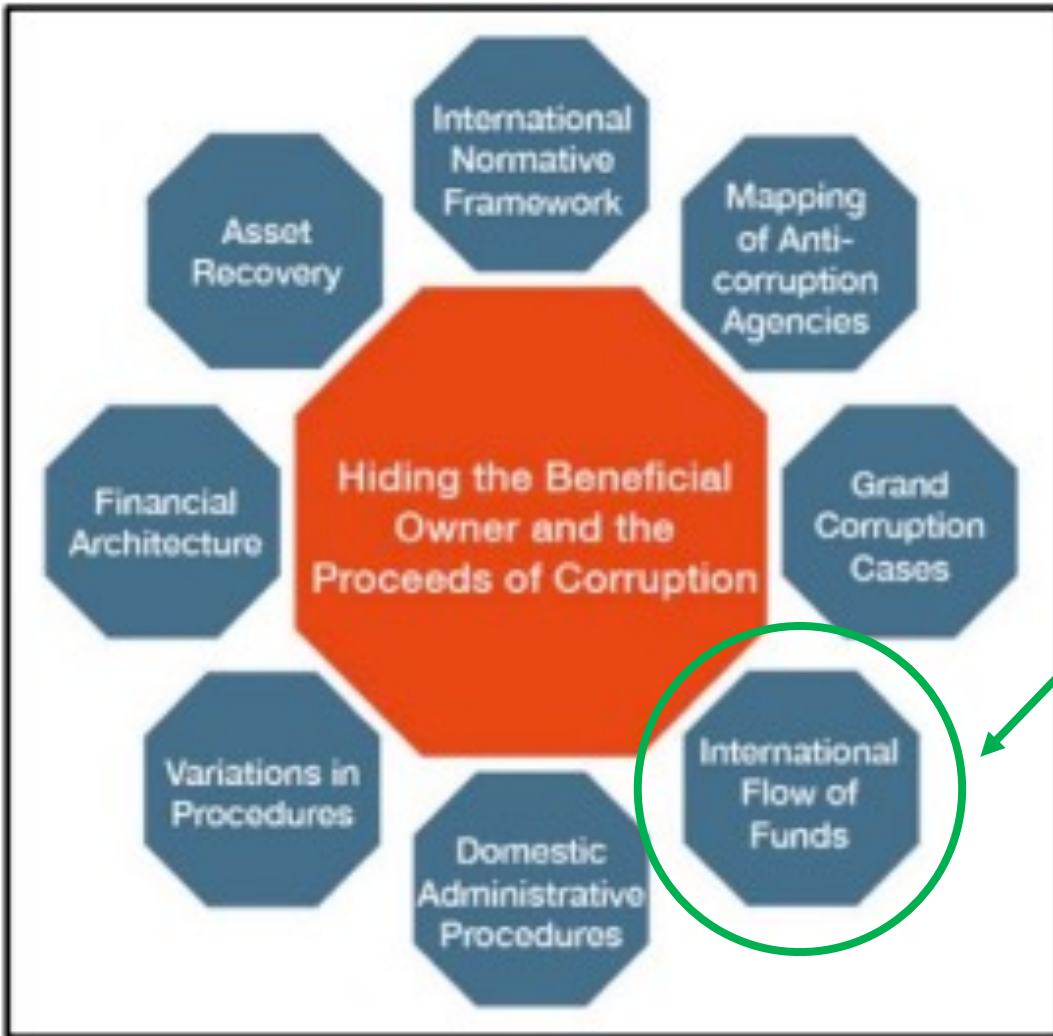 International
Normative
Framework
Mapping
of Anti-
corruption
Agencies
Asset
Recovery
Hiding the Beneficial
Owner and the
Proceeds of Corruption
Grand
Corruption
Cases
Financial
Architecture
International
Flow of
Funds
Variations in
Procedures
Domestic
Administrative
Procedures